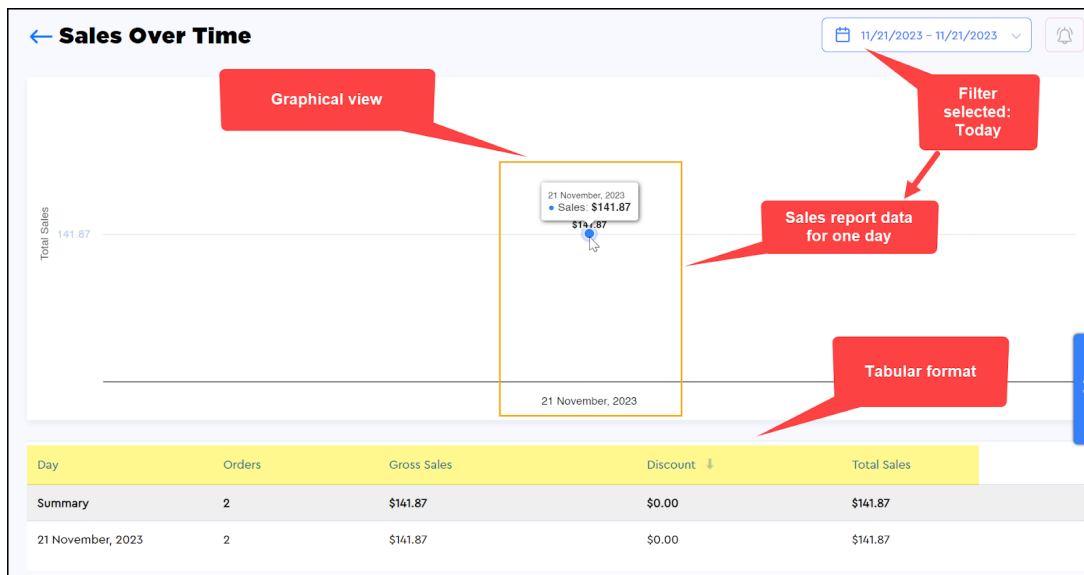 Sales Over Time
11/21/2023 – 11/21/2023
Graphical view
Filter
selected:
Today
21 November, 2023
Sales: $141.87
$141.87
Sales report data
for one day
Total Sales
141.87
Tabular format
21 November, 2023
Day Orders Gross Sales Discount Total Sales
Summary 2 $141.87 $0.00 $141.87
21 November, 2023 2 $141.87 $0.00 $141.87